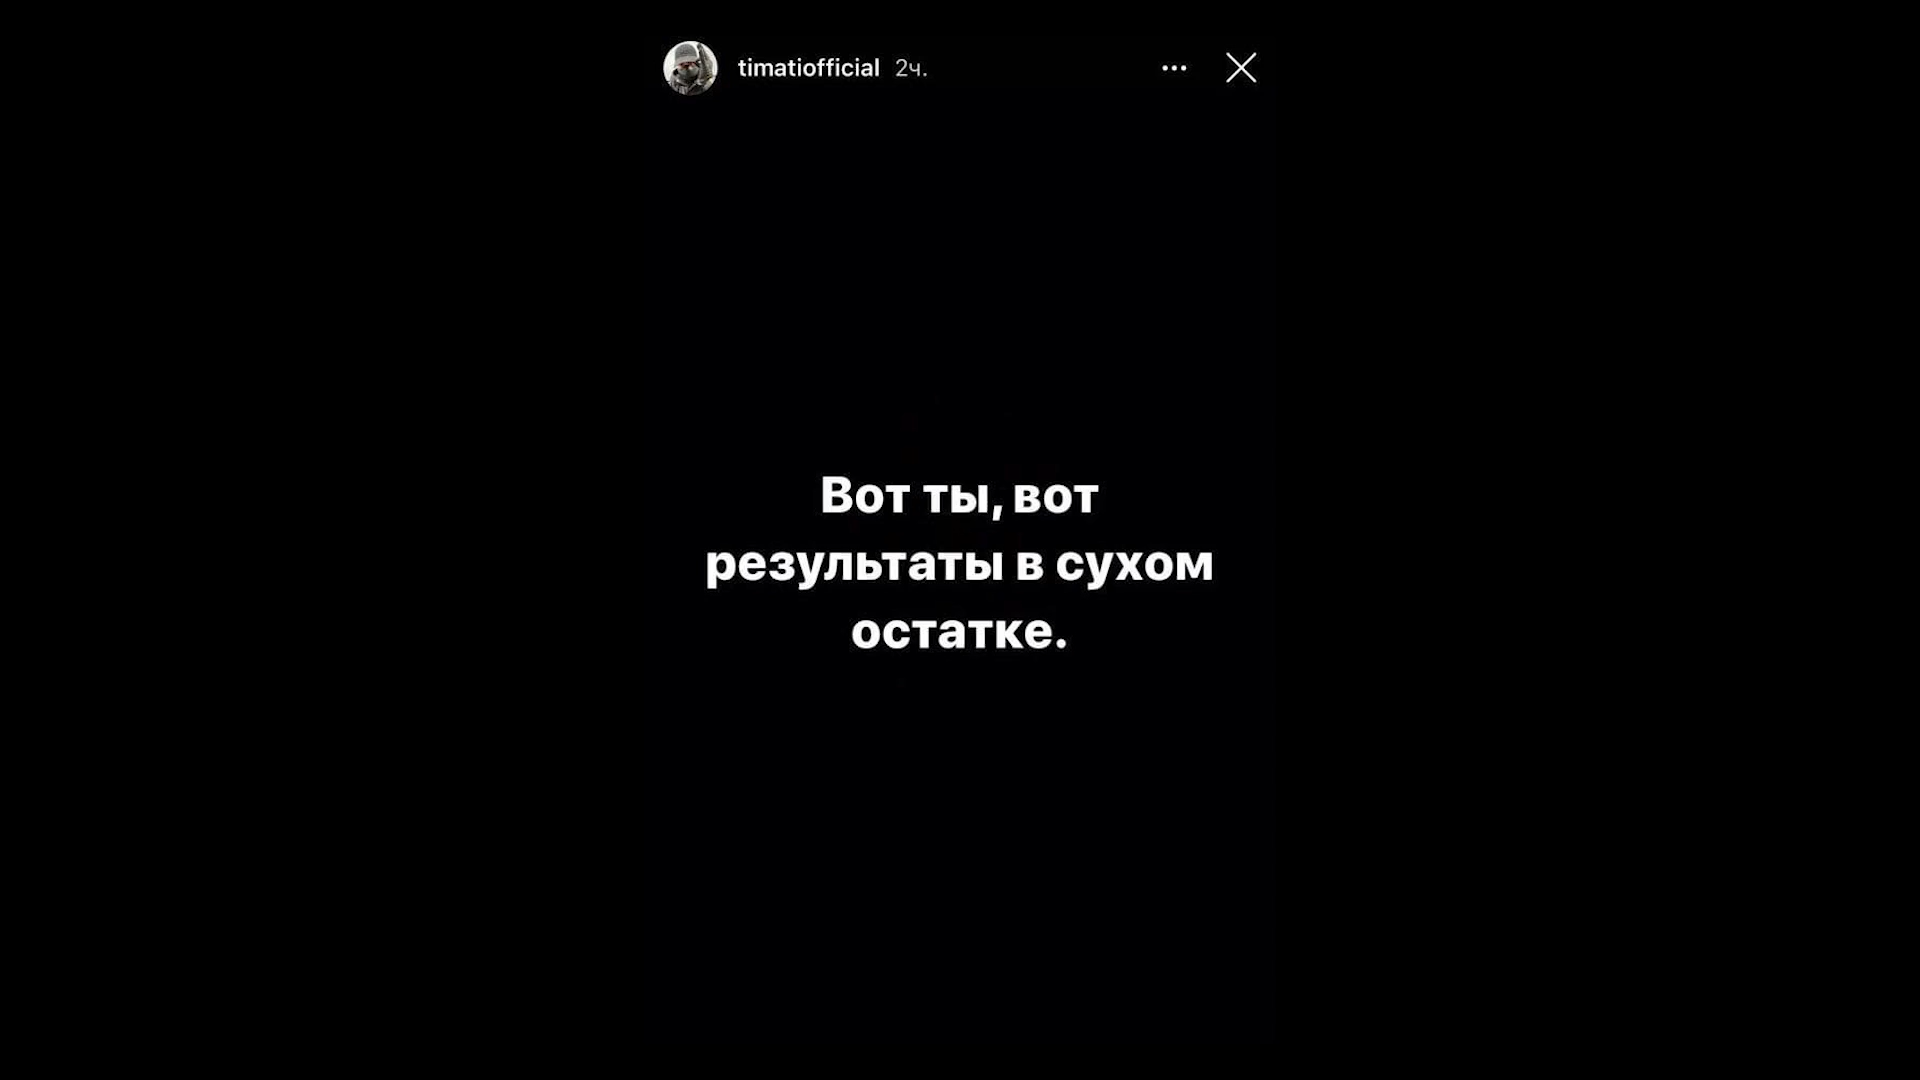 timatiofficial 2ч.
Вот ты, вот
результаты в сухом
остатке.